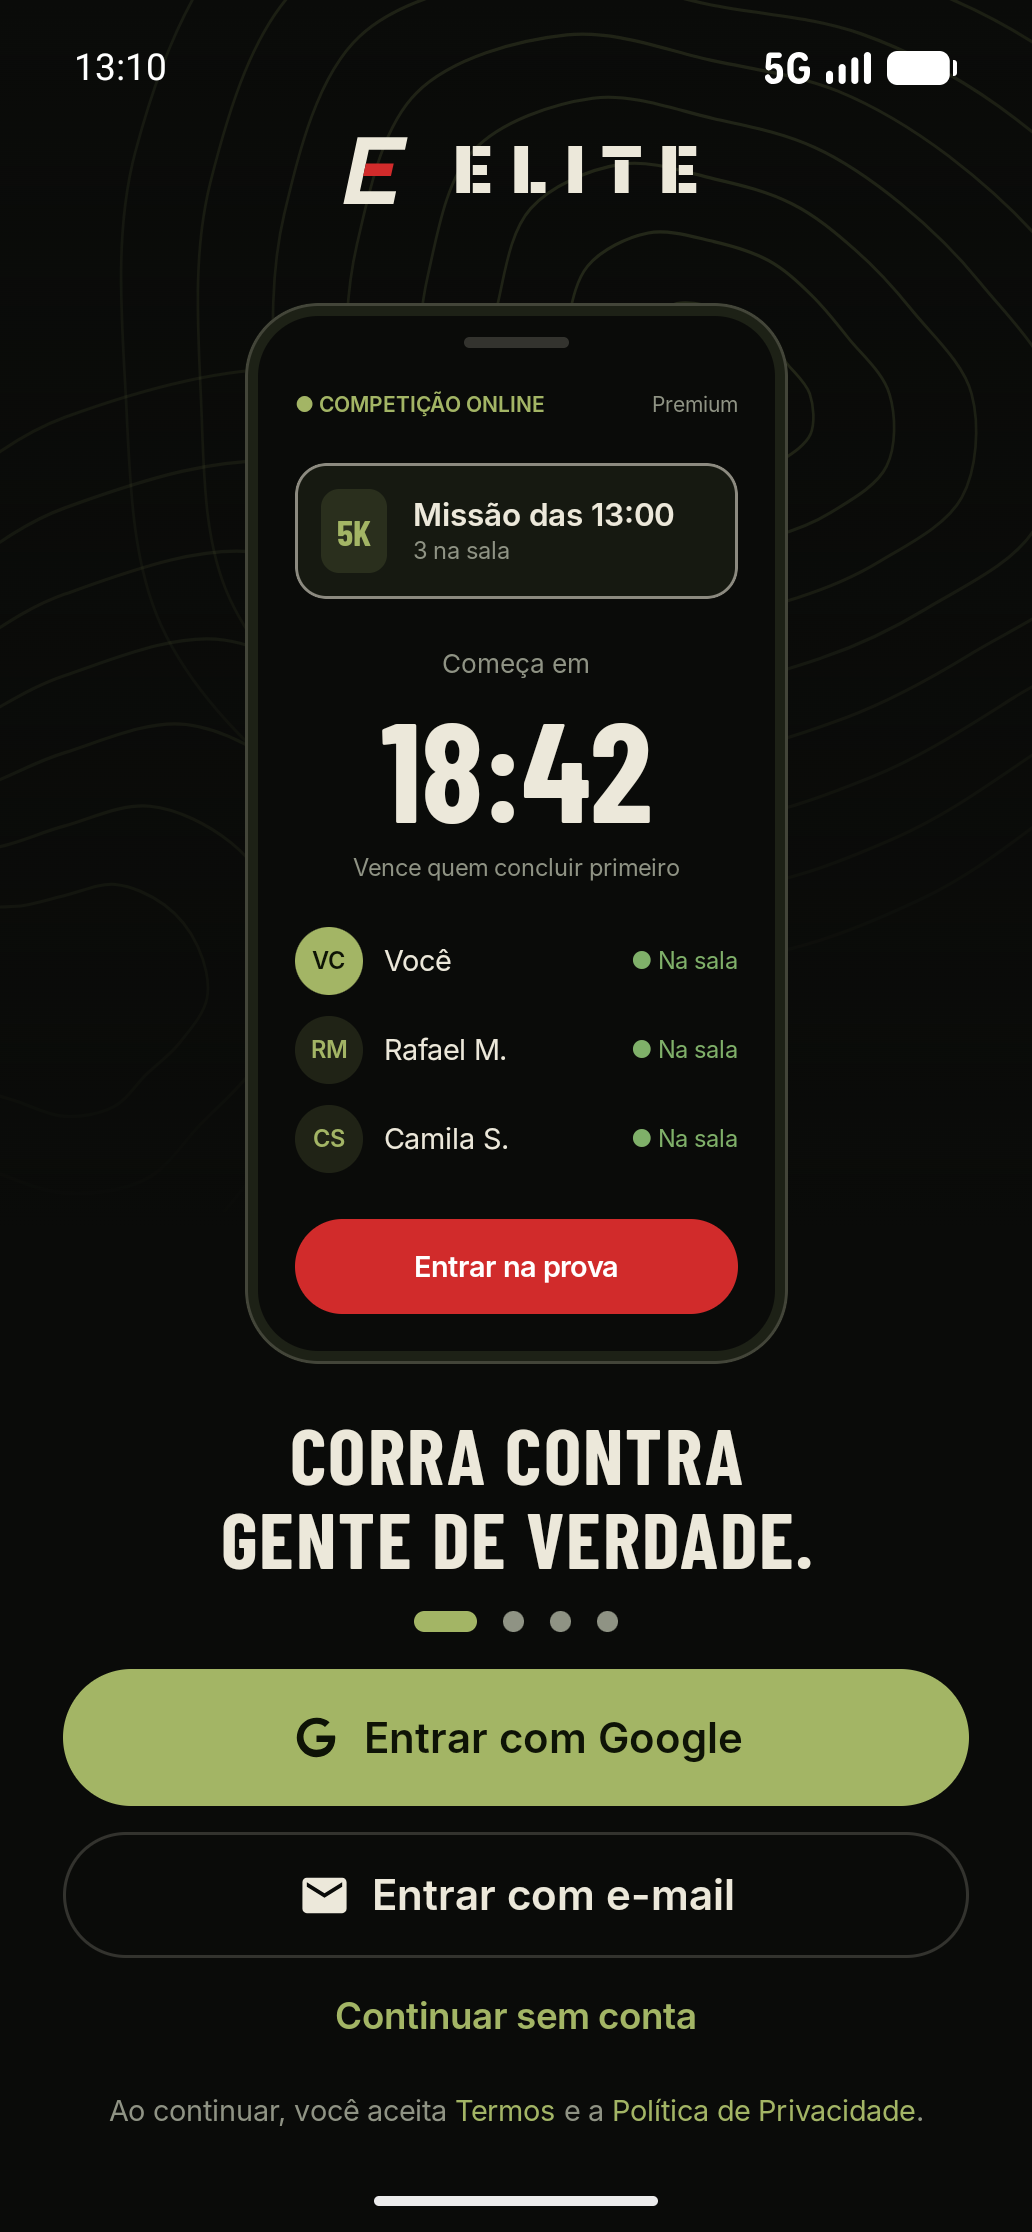 13:10
5G
E ELITE
COMPETIÇÃO ONLINE
Premium
5K
Missão das 13:00
3 na sala
Começa em
18:42
Vence quem concluir primeiro
VC Você Na sala
RM Rafael M. Na sala
CS Camila S. Na sala
Entrar na prova
CORRA CONTRA
GENTE DE VERDADE.
G Entrar com Google
Entrar com e-mail
Continuar sem conta
Ao continuar, você aceita Termos e a Política de Privacidade.